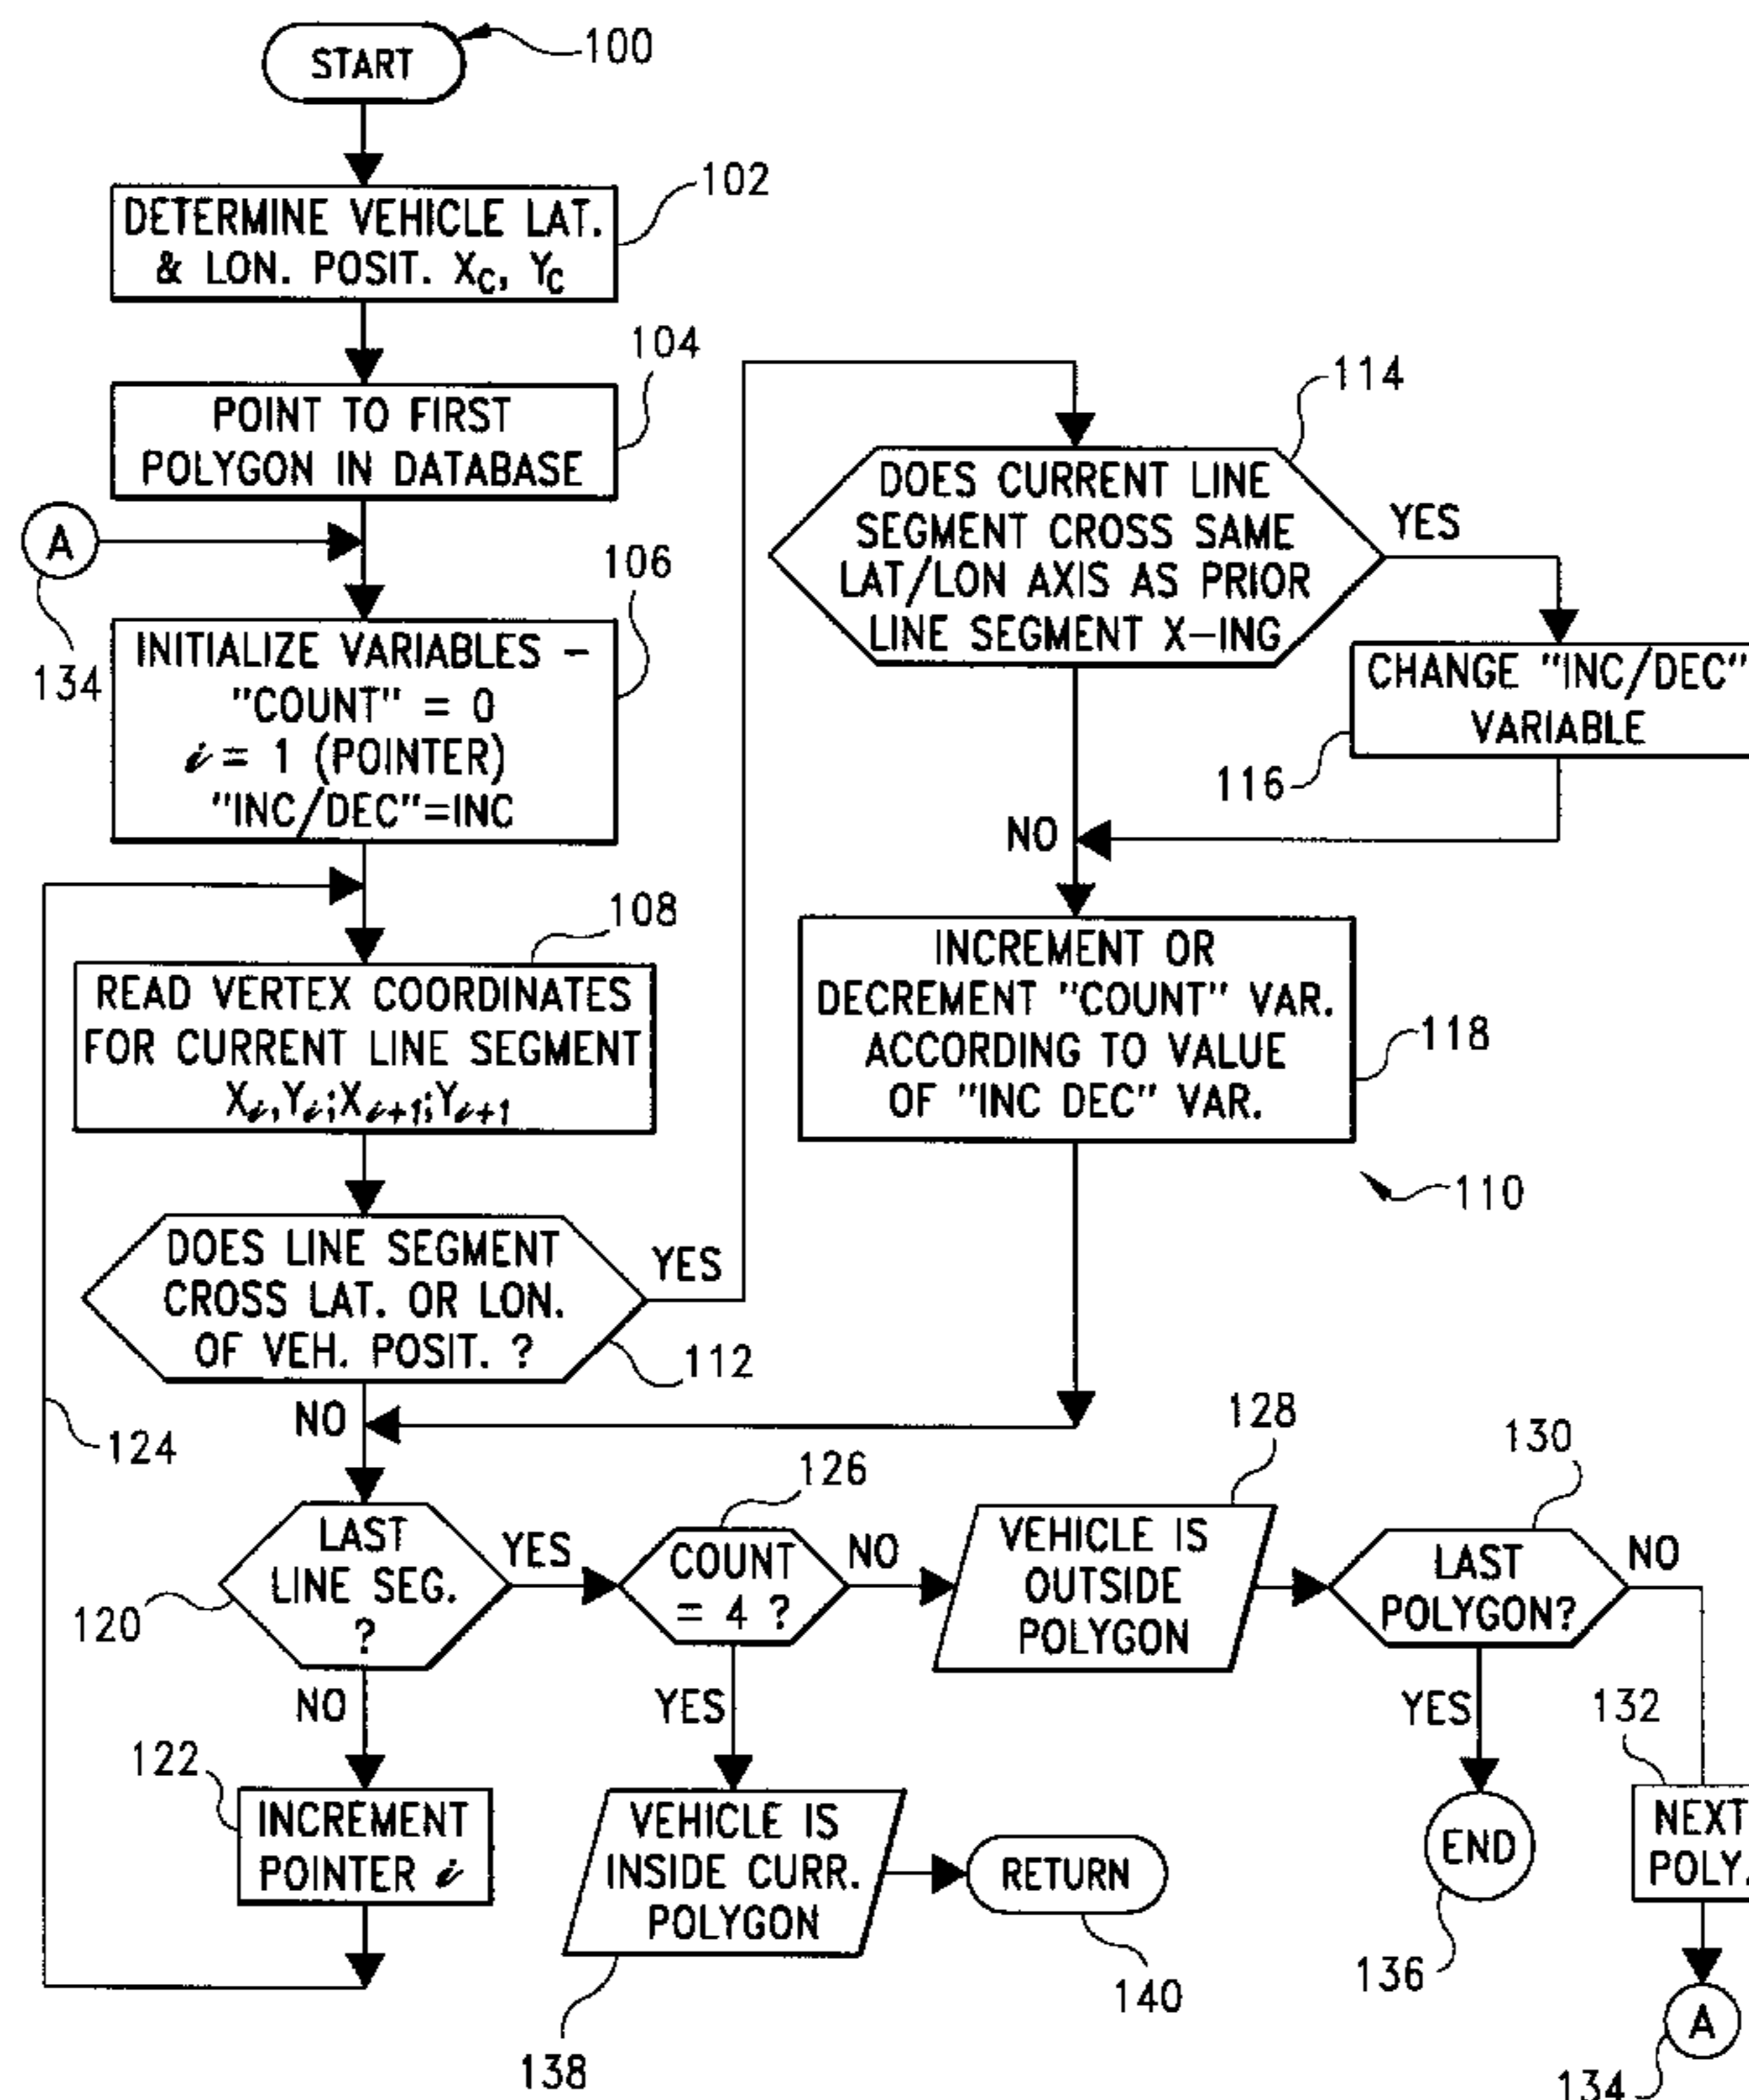 START
100
DETERMINE VEHICLE LAT.
& LON. POSIT. XC, YC
102
POINT TO FIRST
POLYGON IN DATABASE
104
A
134
INITIALIZE VARIABLES -
"COUNT" = 0
i = 1 (POINTER)
"INC/DEC"=INC
106
READ VERTEX COORDINATES
FOR CURRENT LINE SEGMENT
Xi,Yi;Xi+1;Yi+1
108
DOES LINE SEGMENT
CROSS LAT. OR LON.
OF VEH. POSIT. ?
112
YES
NO
124
DOES CURRENT LINE
SEGMENT CROSS SAME
LAT/LON AXIS AS PRIOR
LINE SEGMENT X-ING
114
YES
CHANGE "INC/DEC"
VARIABLE
116
NO
INCREMENT OR
DECREMENT "COUNT" VAR.
ACCORDING TO VALUE
OF "INC DEC" VAR.
118
110
LAST
LINE SEG.
?
120
YES
NO
INCREMENT
POINTER i
122
COUNT
= 4 ?
126
NO
YES
VEHICLE IS
OUTSIDE
POLYGON
128
LAST
POLYGON?
130
NO
YES
VEHICLE IS
INSIDE CURR.
POLYGON
138
RETURN
140
END
136
NEXT
POLY.
132
A
134